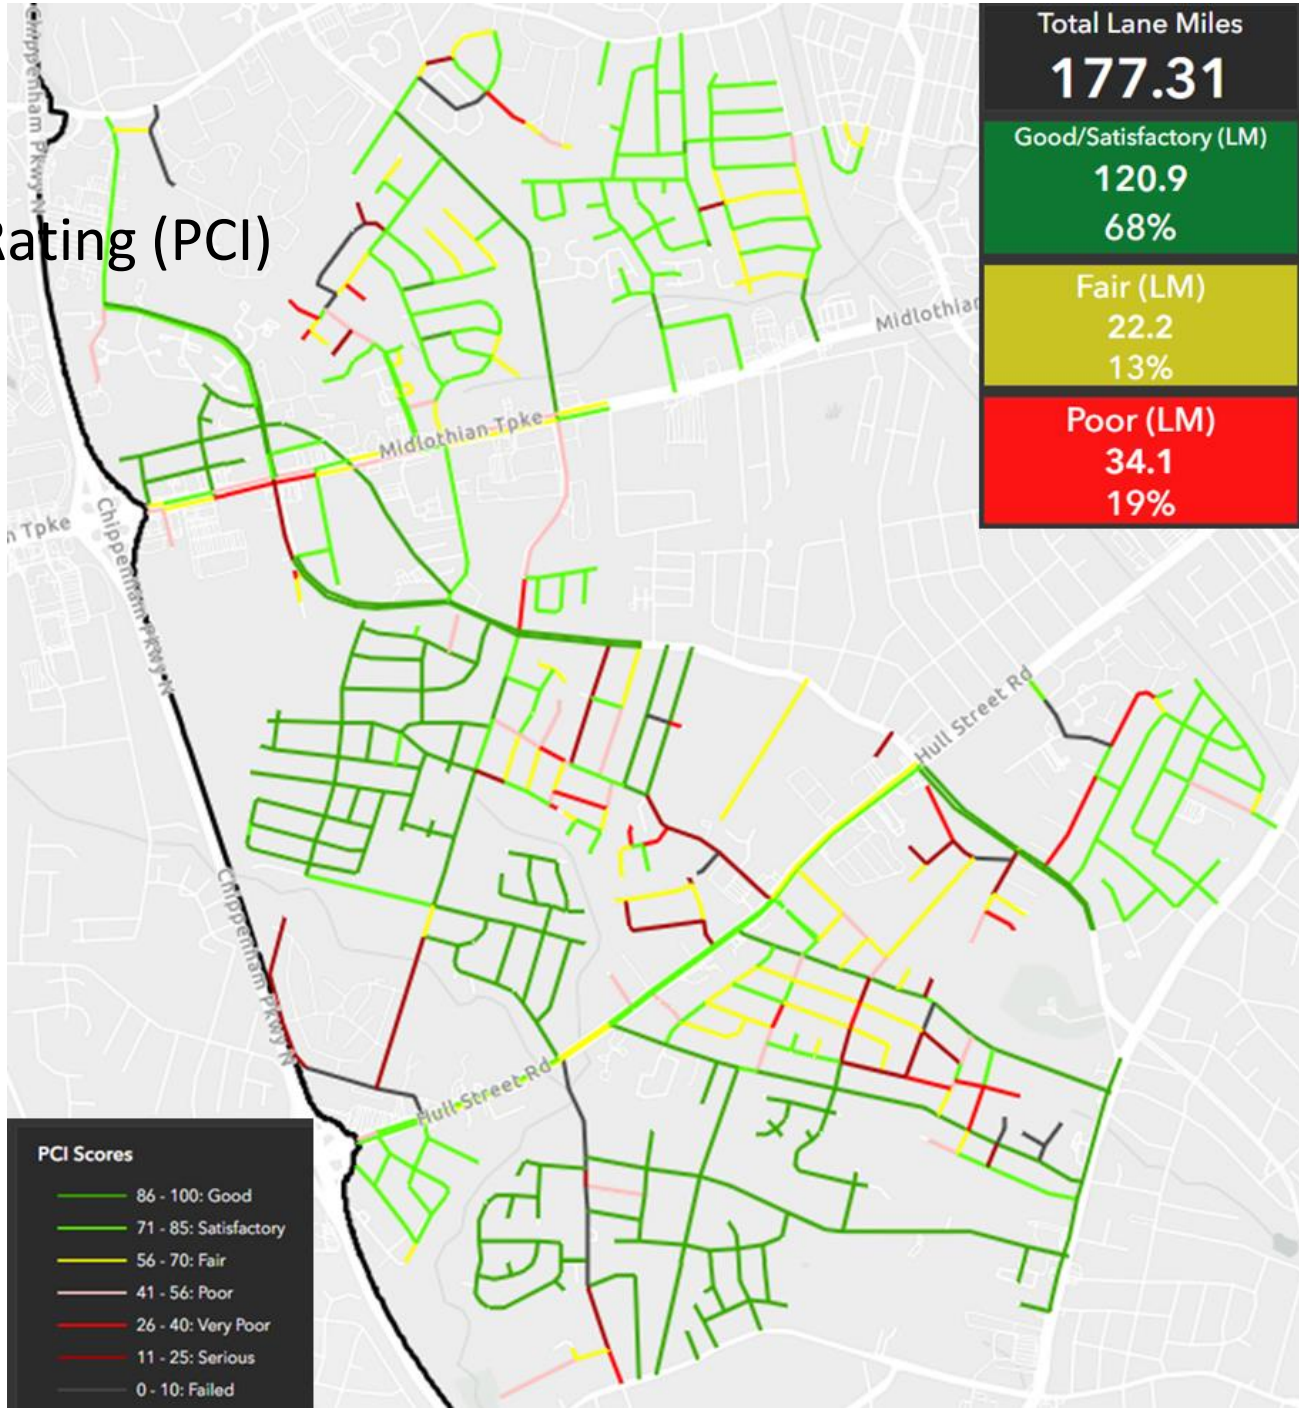 Chippenham Pkwy N
Total Lane Miles
177.31
Good/Satisfactory (LM)
120.9
68%
Rating (PCI)
Fair (LM)
22.2
13%
Midlothian
Poor (LM)
34.1
19%
Midlothian Tpke
n Tpke
Chippenham Pkwy N
Hull Street Rd
Chippenham Pkwy N
Hull Street Rd
PCI Scores
86 - 100: Good
71 - 85: Satisfactory
56 - 70: Fair
41 - 56: Poor
26 - 40: Very Poor
11 - 25: Serious
0 - 10: Failed